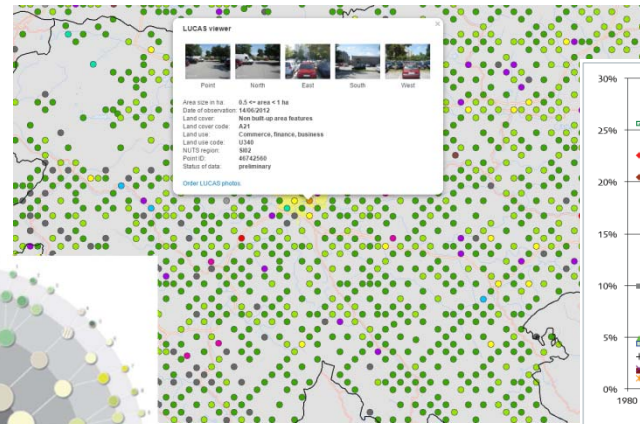 LUCAS viewer
Point North East South West
Area size in ha: 0.5 <= area < 1 ha
Date of observation: 14/06/2012
Land cover: Non built-up area features
Land cover code: A21
Land use: Commerce, finance, business
Land use code: U340
NUTS region: SI02
Point ID: 46742560
Status of data: preliminary
Order LUCAS photos
30%
25%
20%
15%
10%
5%
0%
1980